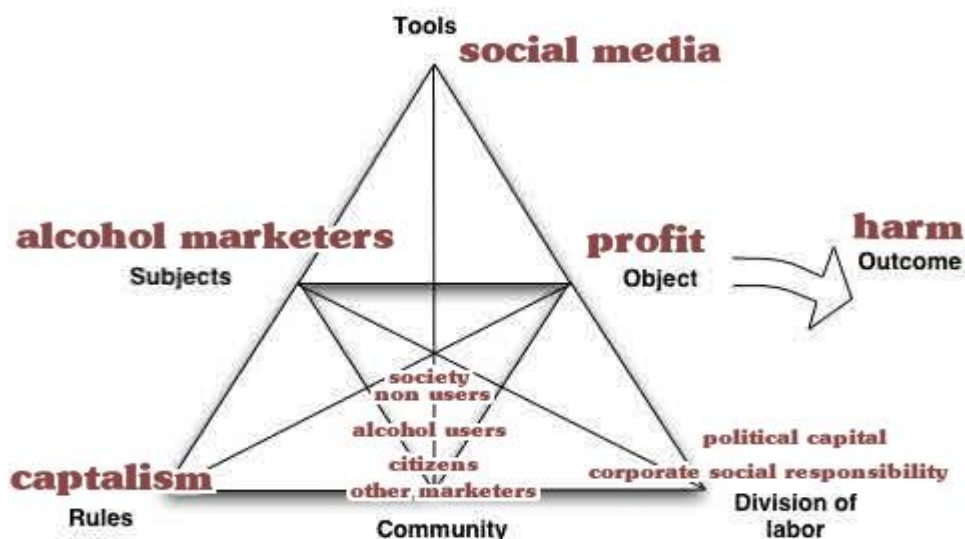 Tools
social media
alcohol marketers
Subjects
profit
Object
harm
Outcome
society
non users
alcohol users
citizens
other marketers
political capital
corporate social responsibility
captalism
Rules
Community
Division of
labor